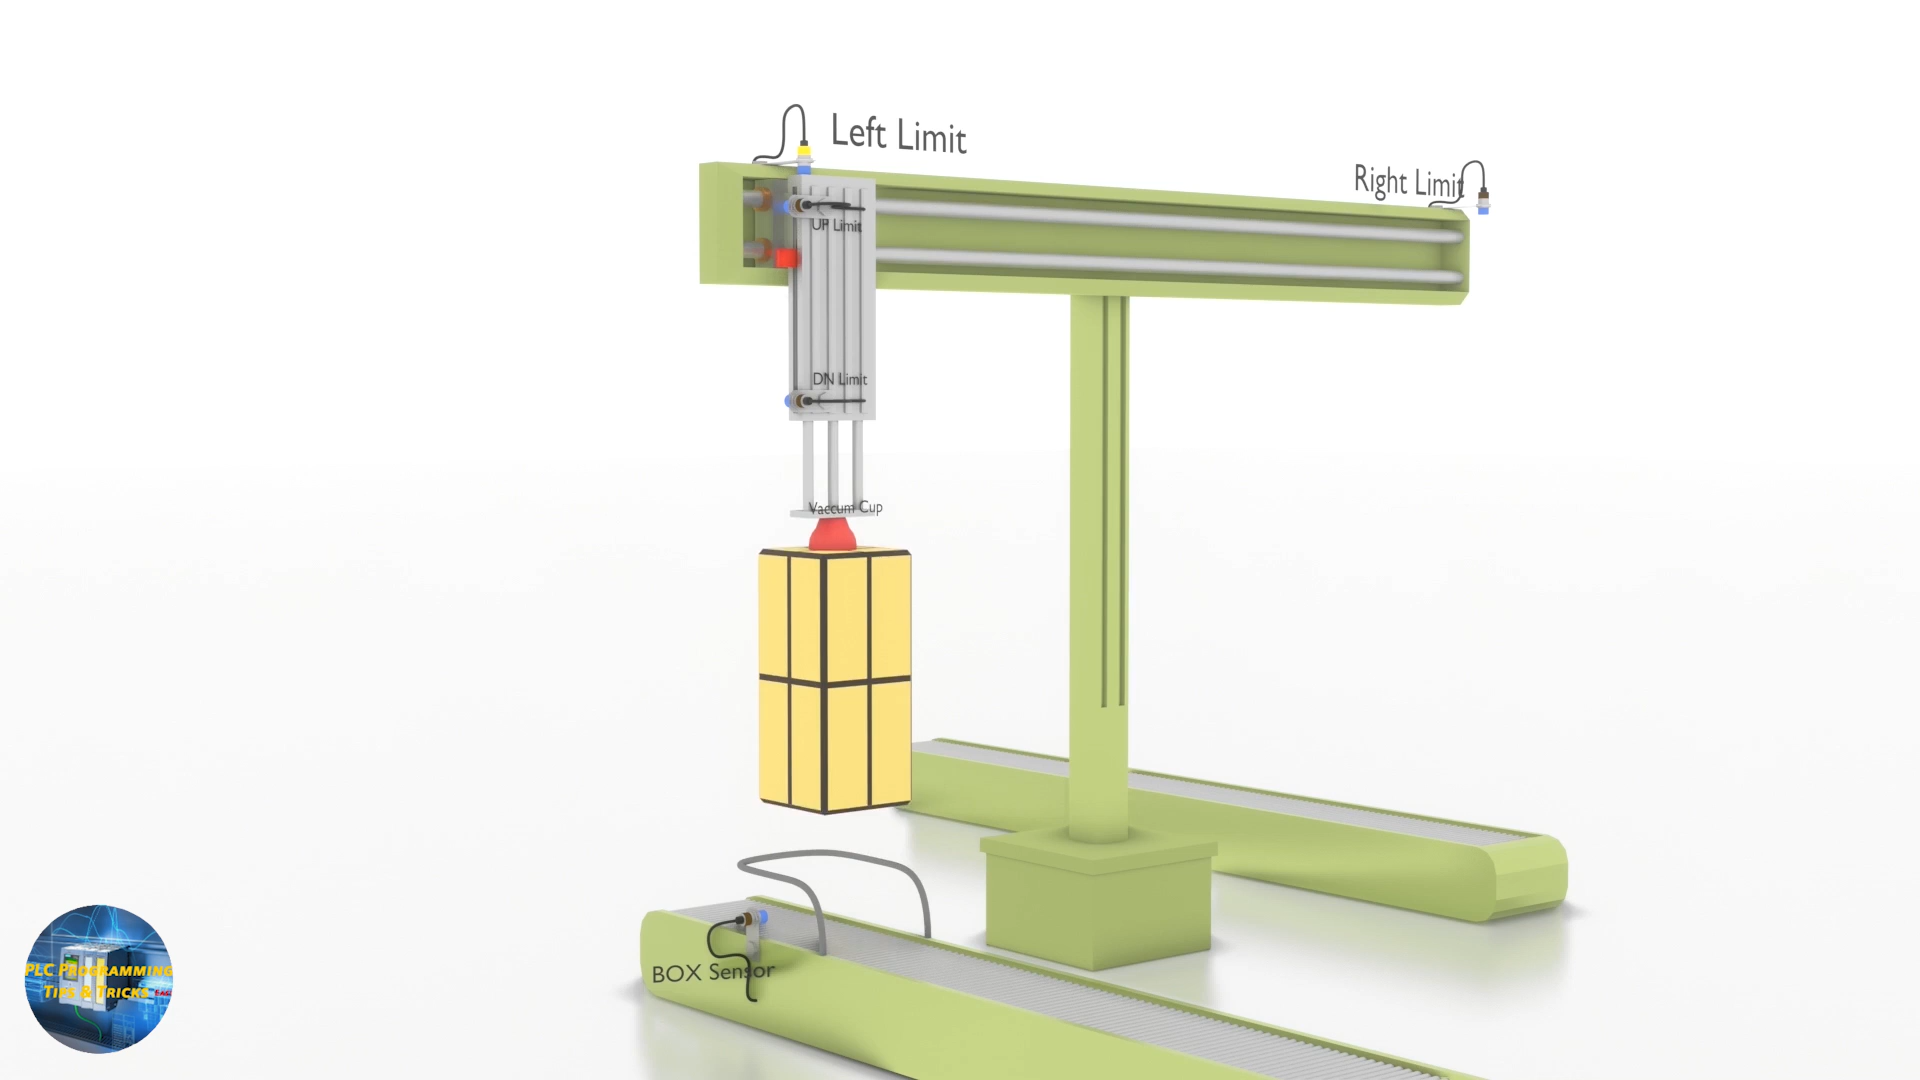 Left Limit
Right Limit
UP Limit
DN Limit
Vaccum Cup
BOX Sensor
PLC Programming
Tips & Tricks